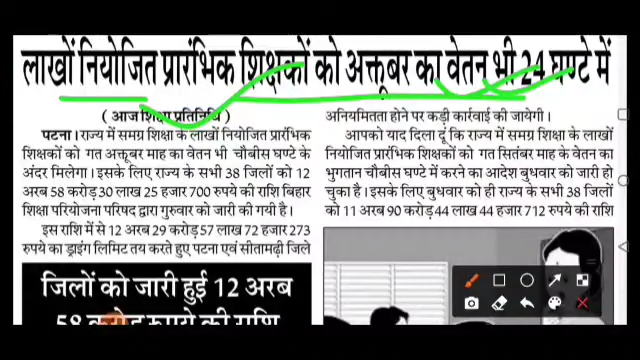 लाखों नियोजित प्रारंभिक शिक्षकों को अक्तूबर का वेतन भी 24 घण्टे में
(आज शिक्षा प्रतिनिधि)
पटना। राज्य में समग्र शिक्षा के लाखों नियोजित प्रारंभिक
शिक्षकों को गत अक्तूबर माह का वेतन भी चौबीस घण्टे के
अंदर मिलेगा। इसके लिए राज्य के सभी 38 जिलों को 12
अरब 58 करोड़ 30 लाख 25 हजार 700 रुपये की राशि बिहार
शिक्षा परियोजना परिषद द्वारा गुरुवार को जारी की गयी है।
इस राशि में से 12 अरब 29 करोड़ 57 लाख 72 हजार 273
रुपये का ड्राइंग लिमिट तय करते हुए पटना एवं सीतामढ़ी जिले
जिलों को जारी हुई 12 अरब
58 करोड़ रुपये की राशि
अनियमितता होने पर कड़ी कार्रवाई की जायेगी।
आपको याद दिला दूं कि राज्य में समग्र शिक्षा के लाखों
नियोजित प्रारंभिक शिक्षकों को गत सितंबर माह के वेतन का
भुगतान चौबीस घण्टे में करने का आदेश बुधवार को जारी हो
चुका है। इसके लिए बुधवार को ही राज्य के सभी 38 जिलों
को 11 अरब 90 करोड़ 44 लाख 44 हजार 712 रुपये की राशि